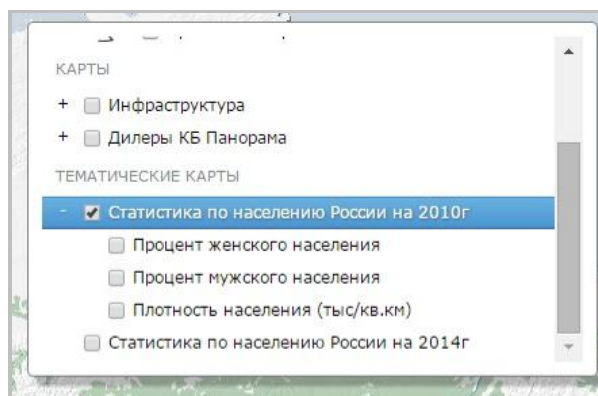 КАРТЫ
+ Инфраструктура
+ Дилеры КБ Панорама
ТЕМАТИЧЕСКИЕ КАРТЫ
- Статистика по населению России на 2010г
Процент женского населения
Процент мужского населения
Плотность населения (тыс/кв.км)
Статистика по населению России на 2014г